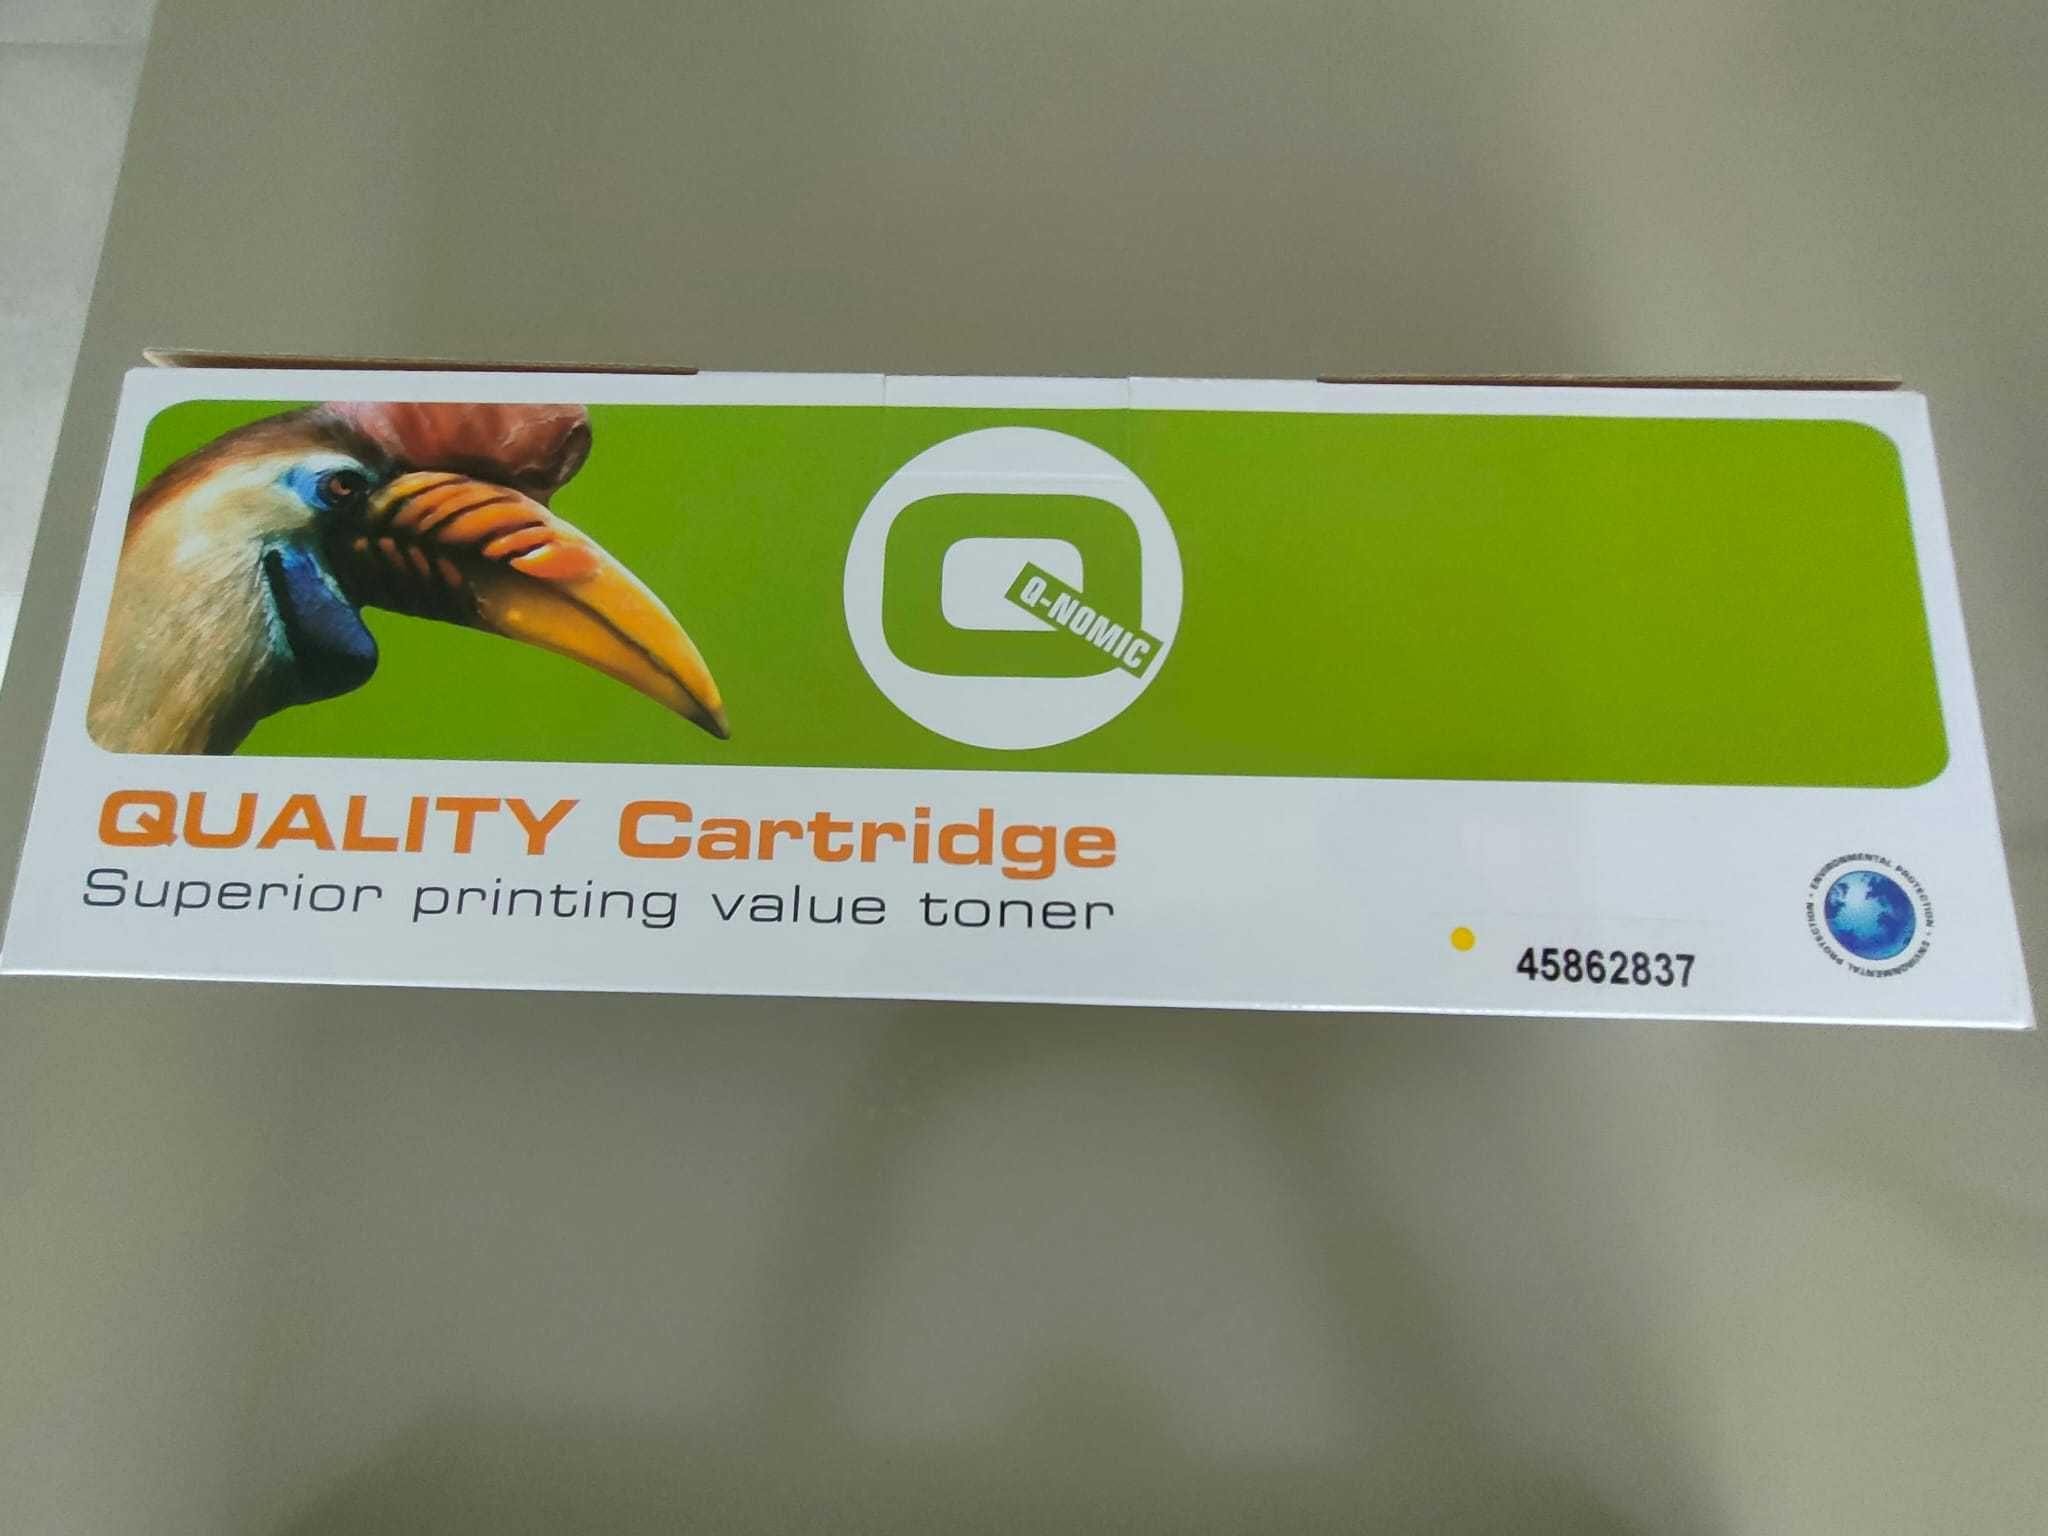 Q-NOMIC
QUALITY Cartridge
Superior printing value toner
45862837
ENVIRONMENTAL PROTECTION • ENVIRONMENTAL PROTECTION •